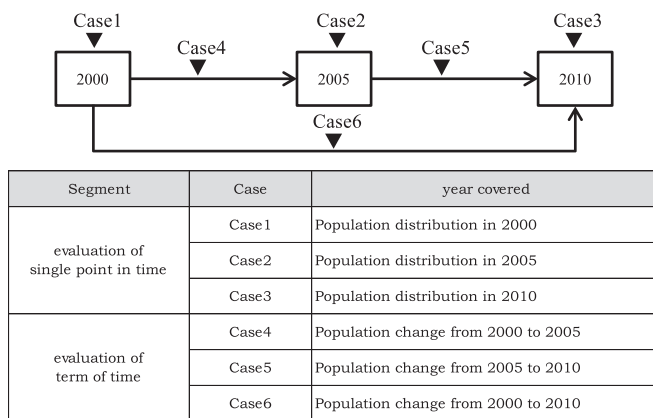 Case1
Case2
Case3
Case4
Case5
2000
2005
2010
Case6
Segment Case year covered
evaluation of
single point in time
Case1 Population distribution in 2000
Case2 Population distribution in 2005
Case3 Population distribution in 2010
evaluation of
term of time
Case4 Population change from 2000 to 2005
Case5 Population change from 2005 to 2010
Case6 Population change from 2000 to 2010